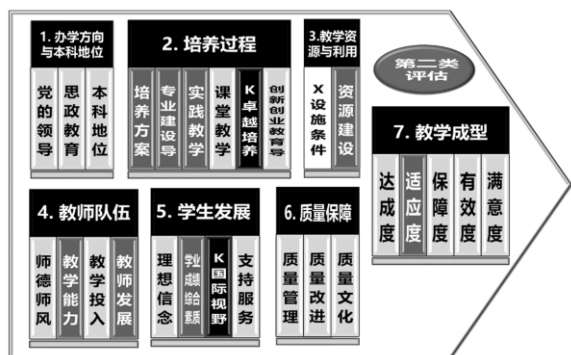 1. 办学方向
与本科地位
党的领导
思政教育
本科地位
2. 培养过程
培养方案
专业建设导
实践教学
课堂教学
K卓越培养
创新创业教育导
3.教学资
源与利用
X设施条件
资源建设
第二类
评估
7. 教学成型
达成度
适应度
保障度
有效度
满意度
4. 教师队伍
师德师风
教学能力
教学投入
教师发展
5. 学生发展
理想信念
学业
成绩
综合
素质
K国际视野
支持服务
6. 质量保障
质量管理
质量改进
质量文化